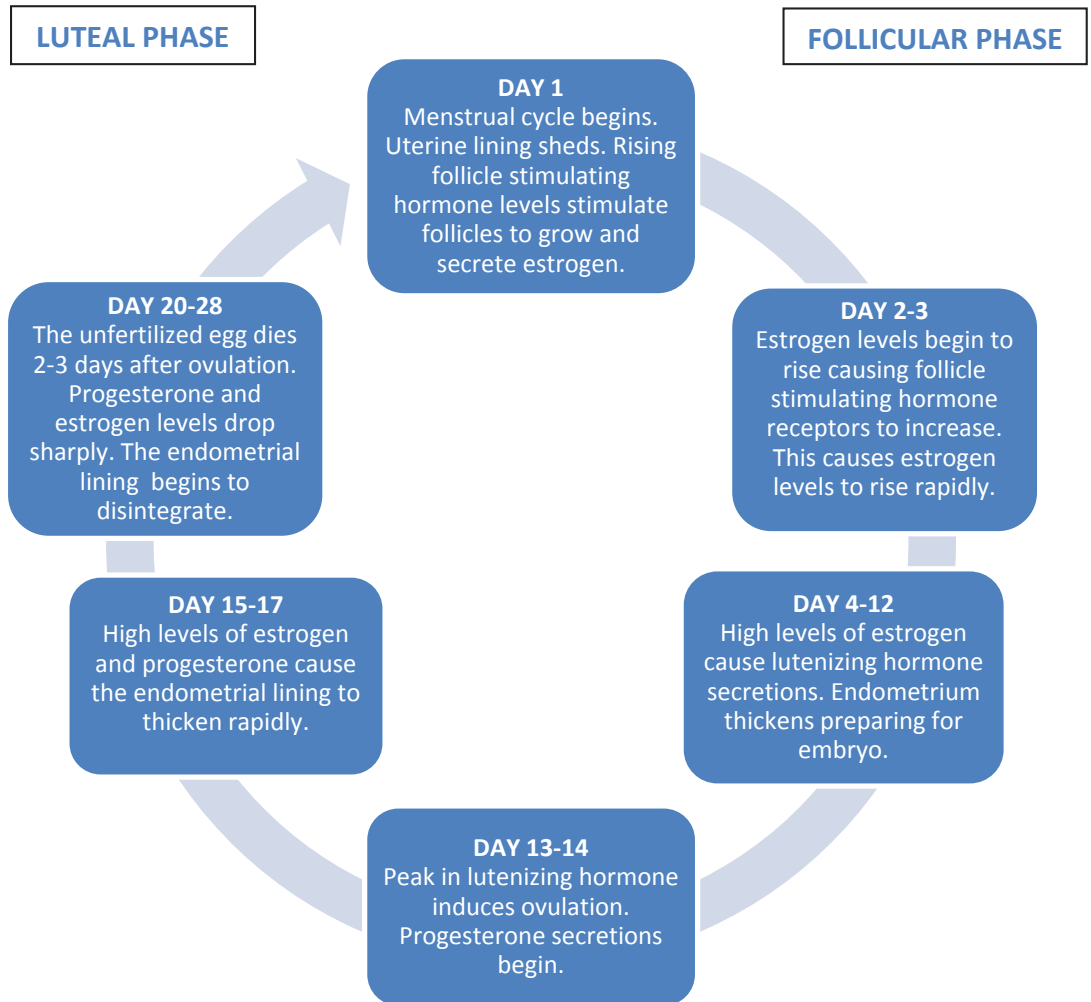 LUTEAL PHASE
FOLLICULAR PHASE
DAY 1
Menstrual cycle begins.
Uterine lining sheds. Rising
follicle stimulating
hormone levels stimulate
follicles to grow and
secrete estrogen.
DAY 2-3
Estrogen levels begin to
rise causing follicle
stimulating hormone
receptors to increase.
This causes estrogen
levels to rise rapidly.
DAY 4-12
High levels of estrogen
cause lutenizing hormone
secretions. Endometrium
thickens preparing for
embryo.
DAY 13-14
Peak in lutenizing hormone
induces ovulation.
Progesterone secretions
begin.
DAY 15-17
High levels of estrogen
and progesterone cause
the endometrial lining to
thicken rapidly.
DAY 20-28
The unfertilized egg dies
2-3 days after ovulation.
Progesterone and
estrogen levels drop
sharply. The endometrial
lining begins to
disintegrate.